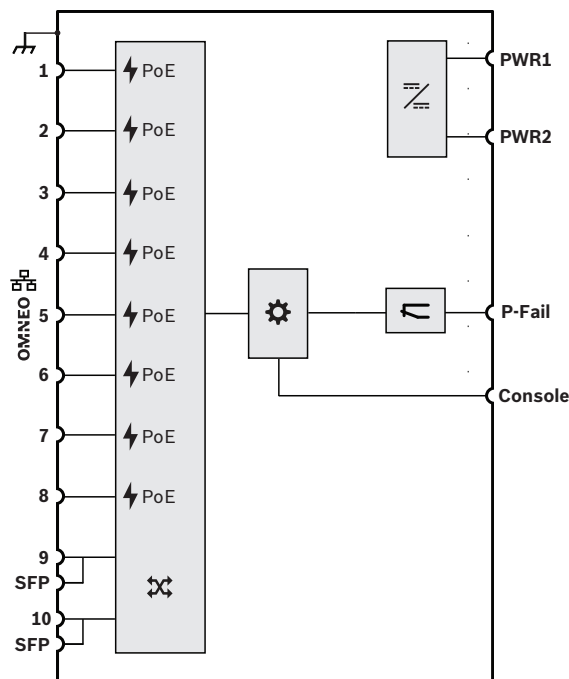 1 PoE
2 PoE
3 PoE
4 PoE
5 PoE
6 PoE
7 PoE
8 PoE
9
SFP
10
SFP
OMNEO
PWR1
PWR2
P-Fail
Console